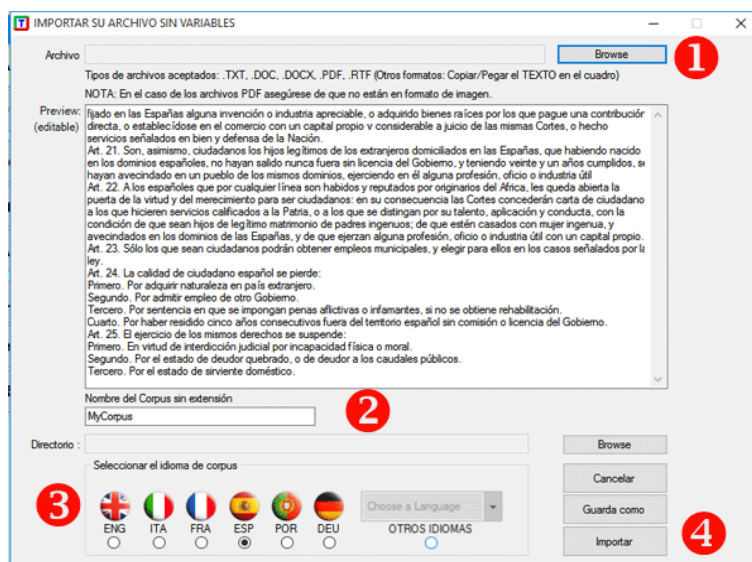 IMPORTAR SU ARCHIVO SIN VARIABLES
Archivo
Browse
1
Tipos de archivos aceptados: .TXT, .DOC, .DOCX, .PDF, .RTF (Otros formatos: Copiar/Pegar el TEXTO en el cuadro)
NOTA: En el caso de los archivos PDF asegúrese de que no están en formato de imagen.
Preview:
(editable)
fijado en las Españas alguna invención o industria apreciable, o adquirido bienes raíces por los que pague una contribución
directa, o establecídose en el comercio con un capital propio v considerable a juicio de las mismas Cortes, o hecho
servicios señalados en bien y defensa de la Nación.
Art. 21. Son, asimismo, ciudadanos los hijos legítimos de los extranjeros domiciliados en las Españas, que habiendo nacido
en los dominios españoles, no hayan salido nunca fuera sin licencia del Gobierno, y teniendo veinte y un años cumplidos, se
hayan avecindado en un pueblo de los mismos dominios, ejerciendo en él alguna profesión, oficio o industria útil
Art. 22. A los españoles que por cualquier línea son habidos y reputados por originarios del Africa, les queda abierta la
puerta de la virtud y del merecimiento para ser ciudadanos: en su consecuencia las Cortes concederán carta de ciudadano
a los que hicieren servicios calificados a la Patria, o a los que se distingan por su talento, aplicación y conducta, con la
condición de que sean hijos de legítimo matrimonio de padres ingenuos; de que estén casados con mujer ingenua, y
avecindados en los dominios de las Españas, y de que ejerzan alguna profesión, oficio o industria útil con un capital propio.
Art. 23. Sólo los que sean ciudadanos podrán obtener empleos municipales, y elegir para ellos en los casos señalados por la
ley.
Art. 24. La calidad de ciudadano español se pierde:
Primero. Por adquirir naturaleza en país extranjero.
Segundo. Por admitir empleo de otro Gobierno.
Tercero. Por sentencia en que se impongan penas aflictivas o infamantes, si no se obtiene rehabilitación.
Cuarto. Por haber residido cinco años consecutivos fuera del territorio español sin comisión o licencia del Gobierno.
Art. 25. El ejercicio de los mismos derechos se suspende:
Primero. En virtud de interdicción judicial por incapacidad física o moral.
Segundo. Por el estado de deudor quebrado, o de deudor a los caudales públicos.
Tercero. Por el estado de sirviente doméstico.
Nombre del Corpus sin extensión
MyCorpus
2
Directorio :
Browse
Seleccionar el idioma de corpus
3
ENG ITA FRA ESP POR DEU
Choose a Language
OTROS IDIOMAS
Cancelar
Guarda como
Importar
4